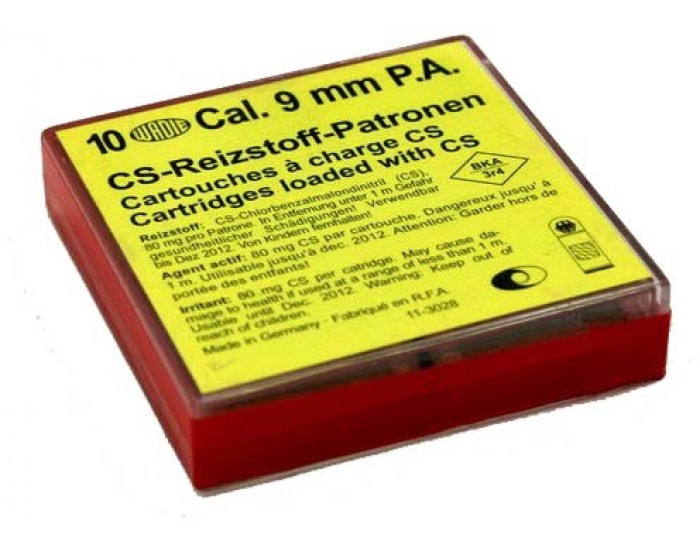 10 WADIE Cal. 9 mm P.A.
CS-Reizstoff-Patronen
Cartouches à charge CS
Cartridges loaded with CS
BKA
3r4
Reizstoff: CS-Chlorbenzalmalondinitril (CS),
80 mg pro Patrone. In Entfernung unter 1 m Gefahr
gesundheitlicher Schädigungen! Verwendbar
bis Dez 2012. Von Kindern fernhalten!
Agent actif: 80 mg CS par cartouche. Dangereux jusqu'à
1 m. Utilisable jusqu'à dec. 2012. Attention: Garder hors de
portée des enfants!
Irritant: 80 mg CS per catridge. May cause da-
mage to health if used at a range of less than 1 m.
Usable until Dec. 2012. Warning: Keep out of
reach of children.
Made in Germany · Fabriqué en R.F.A.
11-3028